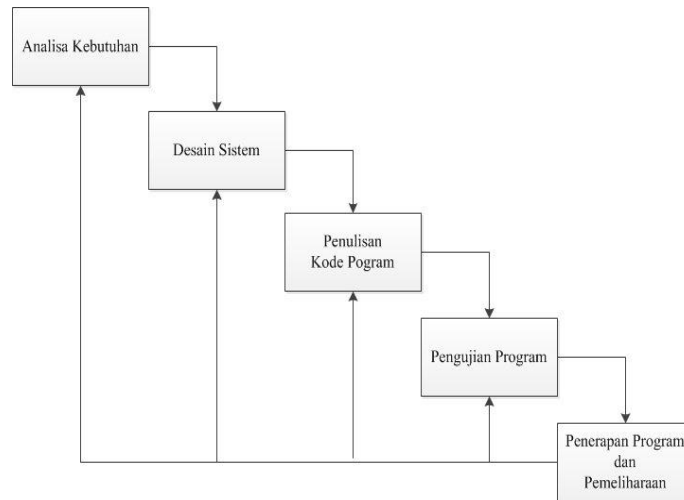 Analisa Kebutuhan
Desain Sistem
Penulisan
Kode Pogram
Pengujian Program
Penerapan Program
dan
Pemeliharaan